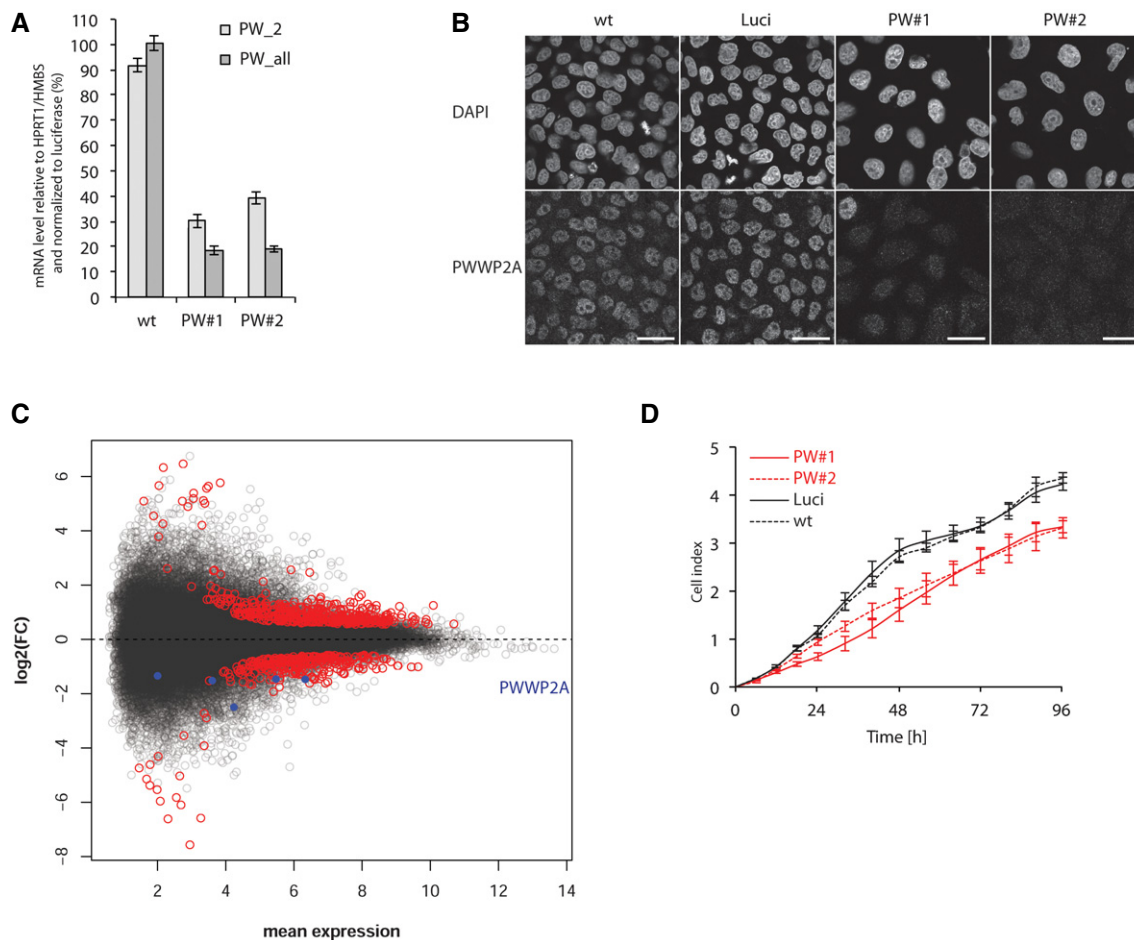 A
mRNA level relative to HPRT1/HMBS
and normalized to luciferase (%)
110
100
90
80
70
60
50
40
30
20
10
0
PW_2
PW_all
wt PW#1 PW#2
B
wt Luci PW#1 PW#2
DAPI
PWWP2A
C
log2(FC)
6
4
2
0
−2
−4
−6
−8
PWWP2A
2 4 6 8 10 12 14
mean expression
D
Cell index
5
4
3
2
1
0
PW#1
PW#2
Luci
wt
0 24 48 72 96
Time [h]